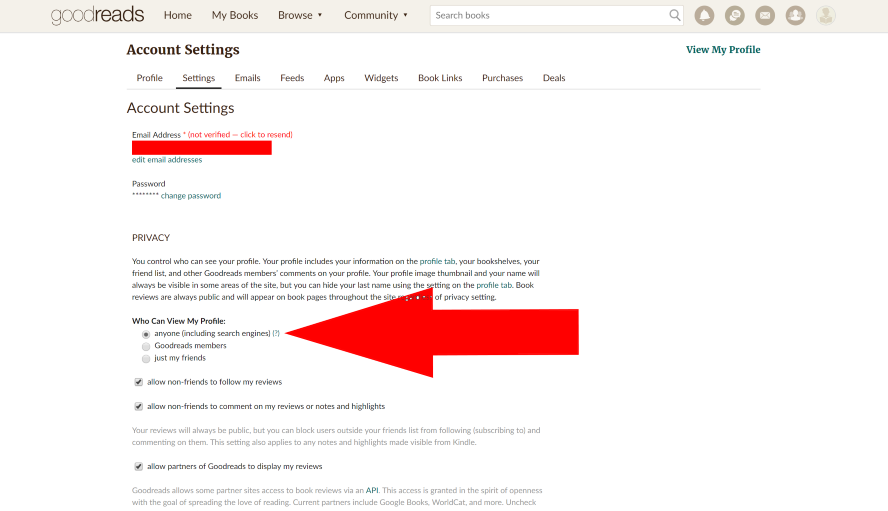 goodreads Home My Books Browse ▾ Community ▾ Search books
Account Settings View My Profile
Profile Settings Emails Feeds Apps Widgets Book Links Purchases Deals
Account Settings
Email Address * (not verified — click to resend)
edit email addresses
Password
******** change password
PRIVACY
You control who can see your profile. Your profile includes your information on the profile tab, your bookshelves, your
friend list, and other Goodreads members' comments on your profile. Your profile image thumbnail and your name will
always be visible in some areas of the site, but you can hide your last name using the setting on the profile tab. Book
reviews are always public and will appear on book pages throughout the site of privacy setting.
Who Can View My Profile:
anyone (including search engines) (?)
Goodreads members
just my friends
allow non-friends to follow my reviews
allow non-friends to comment on my reviews or notes and highlights
Your reviews will always be public, but you can block users outside your friends list from following (subscribing to) and
commenting on them. This setting also applies to any notes and highlights made visible from Kindle.
allow partners of Goodreads to display my reviews
Goodreads allows some partner sites access to book reviews via an API. This access is granted in the spirit of openness
with the goal of spreading the love of reading. Current partners include Google Books, WorldCat, and more. Uncheck